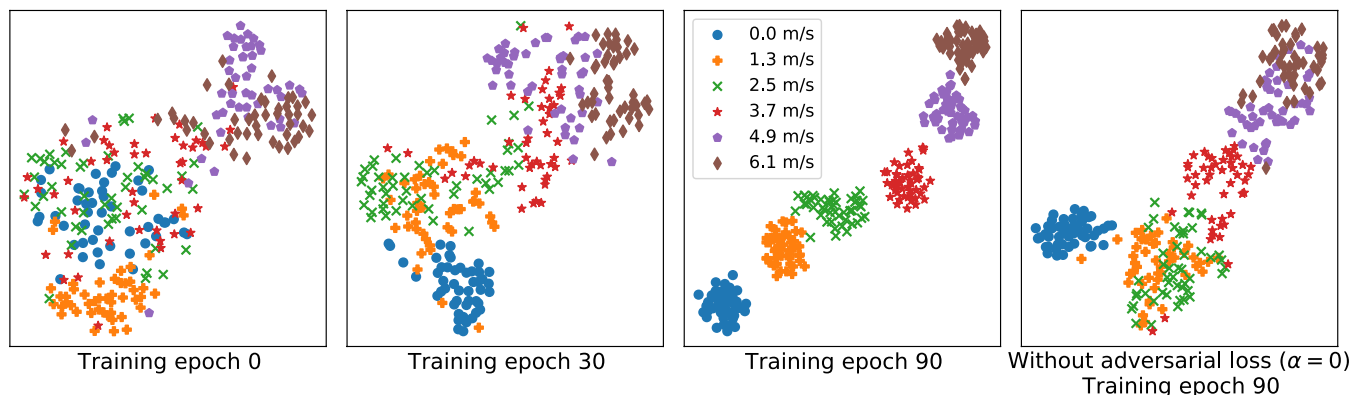 0.0 m/s
1.3 m/s
2.5 m/s
3.7 m/s
4.9 m/s
6.1 m/s
Training epoch 0
Training epoch 30
Training epoch 90
Without adversarial loss (α = 0)
Training epoch 90